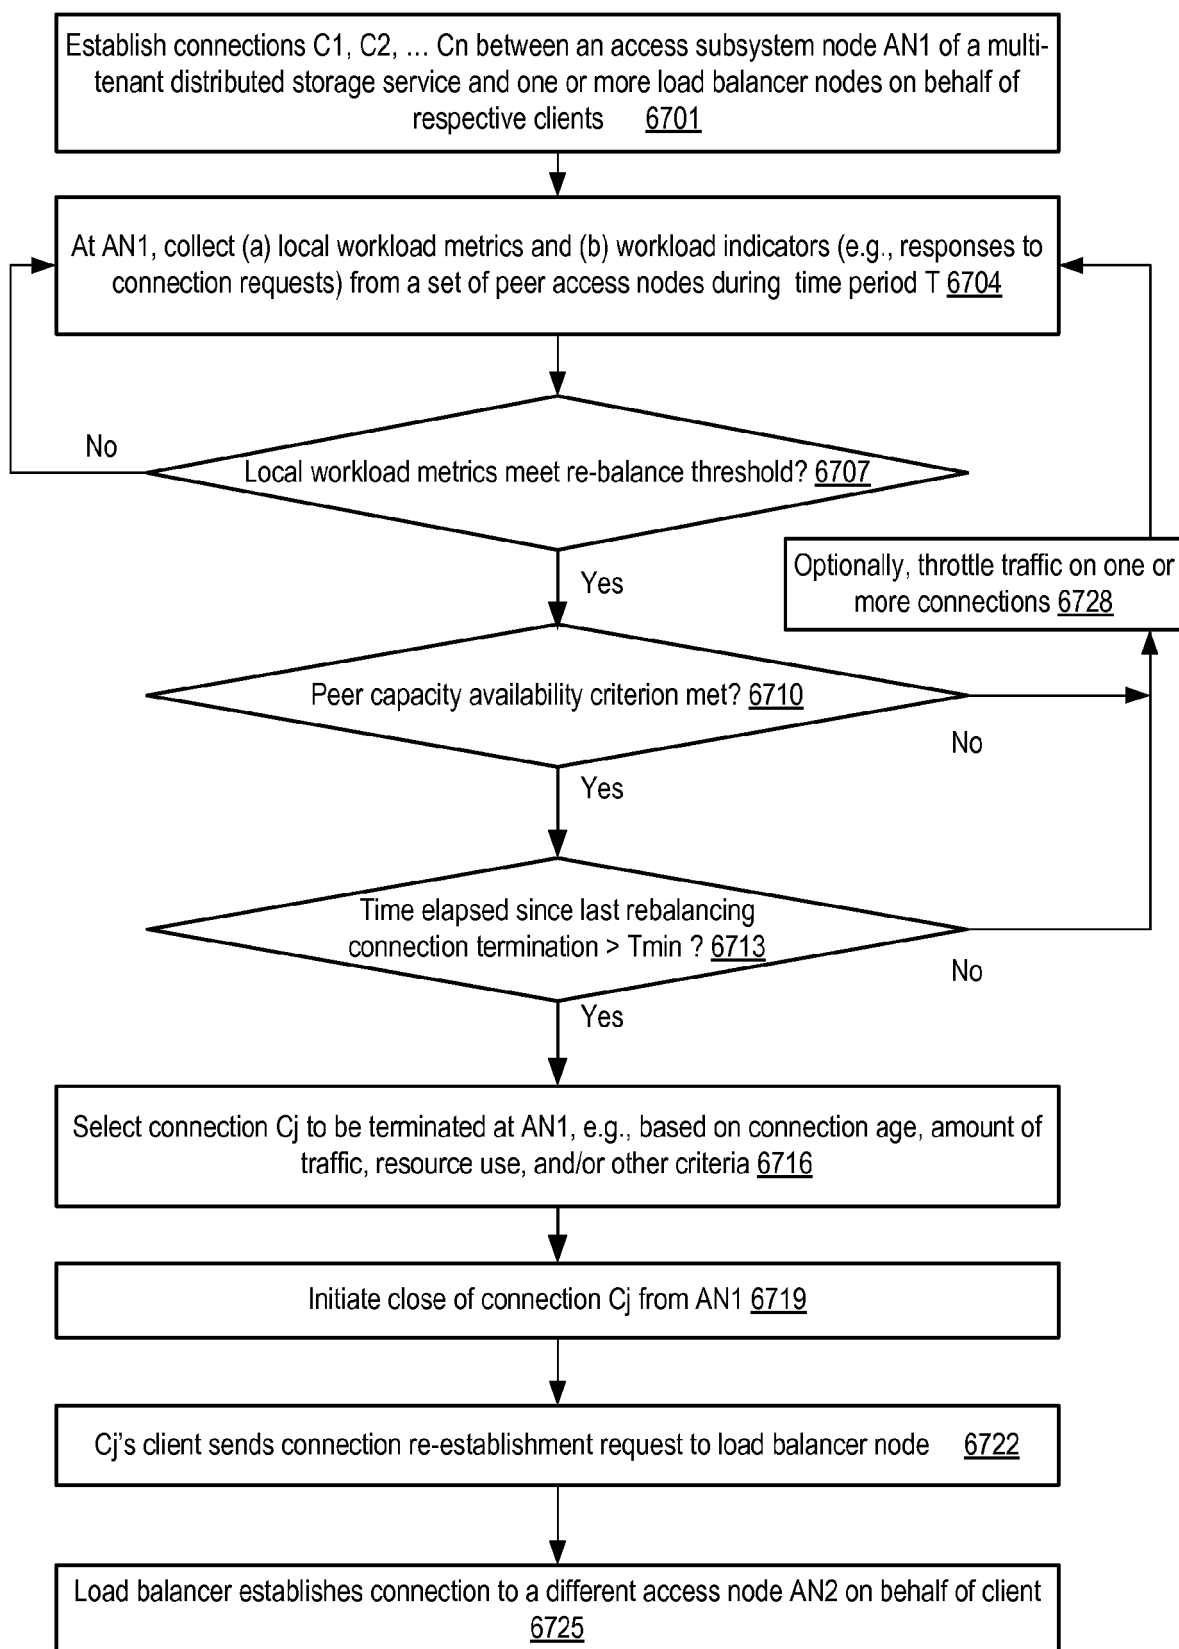 Establish connections C1, C2, ... Cn between an access subsystem node AN1 of a multi-
tenant distributed storage service and one or more load balancer nodes on behalf of
respective clients 6701
At AN1, collect (a) local workload metrics and (b) workload indicators (e.g., responses to
connection requests) from a set of peer access nodes during time period T 6704
No
Local workload metrics meet re-balance threshold? 6707
Yes
Optionally, throttle traffic on one or
more connections 6728
Peer capacity availability criterion met? 6710
No
Yes
Time elapsed since last rebalancing
connection termination > Tmin ? 6713
No
Yes
Select connection Cj to be terminated at AN1, e.g., based on connection age, amount of
traffic, resource use, and/or other criteria 6716
Initiate close of connection Cj from AN1 6719
Cj's client sends connection re-establishment request to load balancer node 6722
Load balancer establishes connection to a different access node AN2 on behalf of client
6725